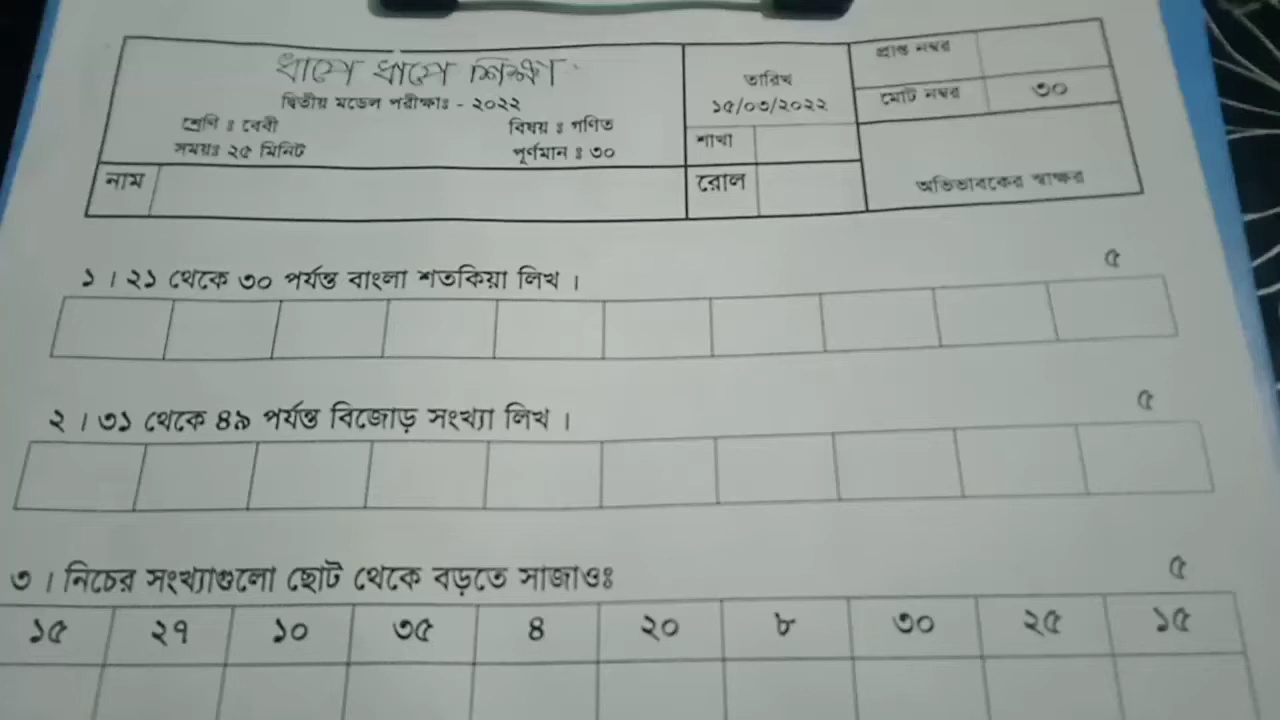 ধাপে ধাপে শিক্ষা
দ্বিতীয় মডেল পরীক্ষাঃ - ২০২২
শ্রেণি ঃ বেবী
বিষয় ঃ গণিত
সময়ঃ ২৫ মিনিট
পূর্ণমান ঃ ৩০
নাম
তারিখ
১৫/০৩/২০২২
শাখা
রোল
প্রাপ্ত নম্বর
মোট নম্বর ৩০
অভিভাবকের স্বাক্ষর
১ । ২১ থেকে ৩০ পর্যন্ত বাংলা শতকিয়া লিখ । ৫
২ । ৩১ থেকে ৪৯ পর্যন্ত বিজোড় সংখ্যা লিখ । ৫
৩ । নিচের সংখ্যাগুলো ছোট থেকে বড়তে সাজাওঃ ৫
১৫ ২৭ ১০ ৩৫ ৪ ২০ ৮ ৩০ ২৫ ১৫